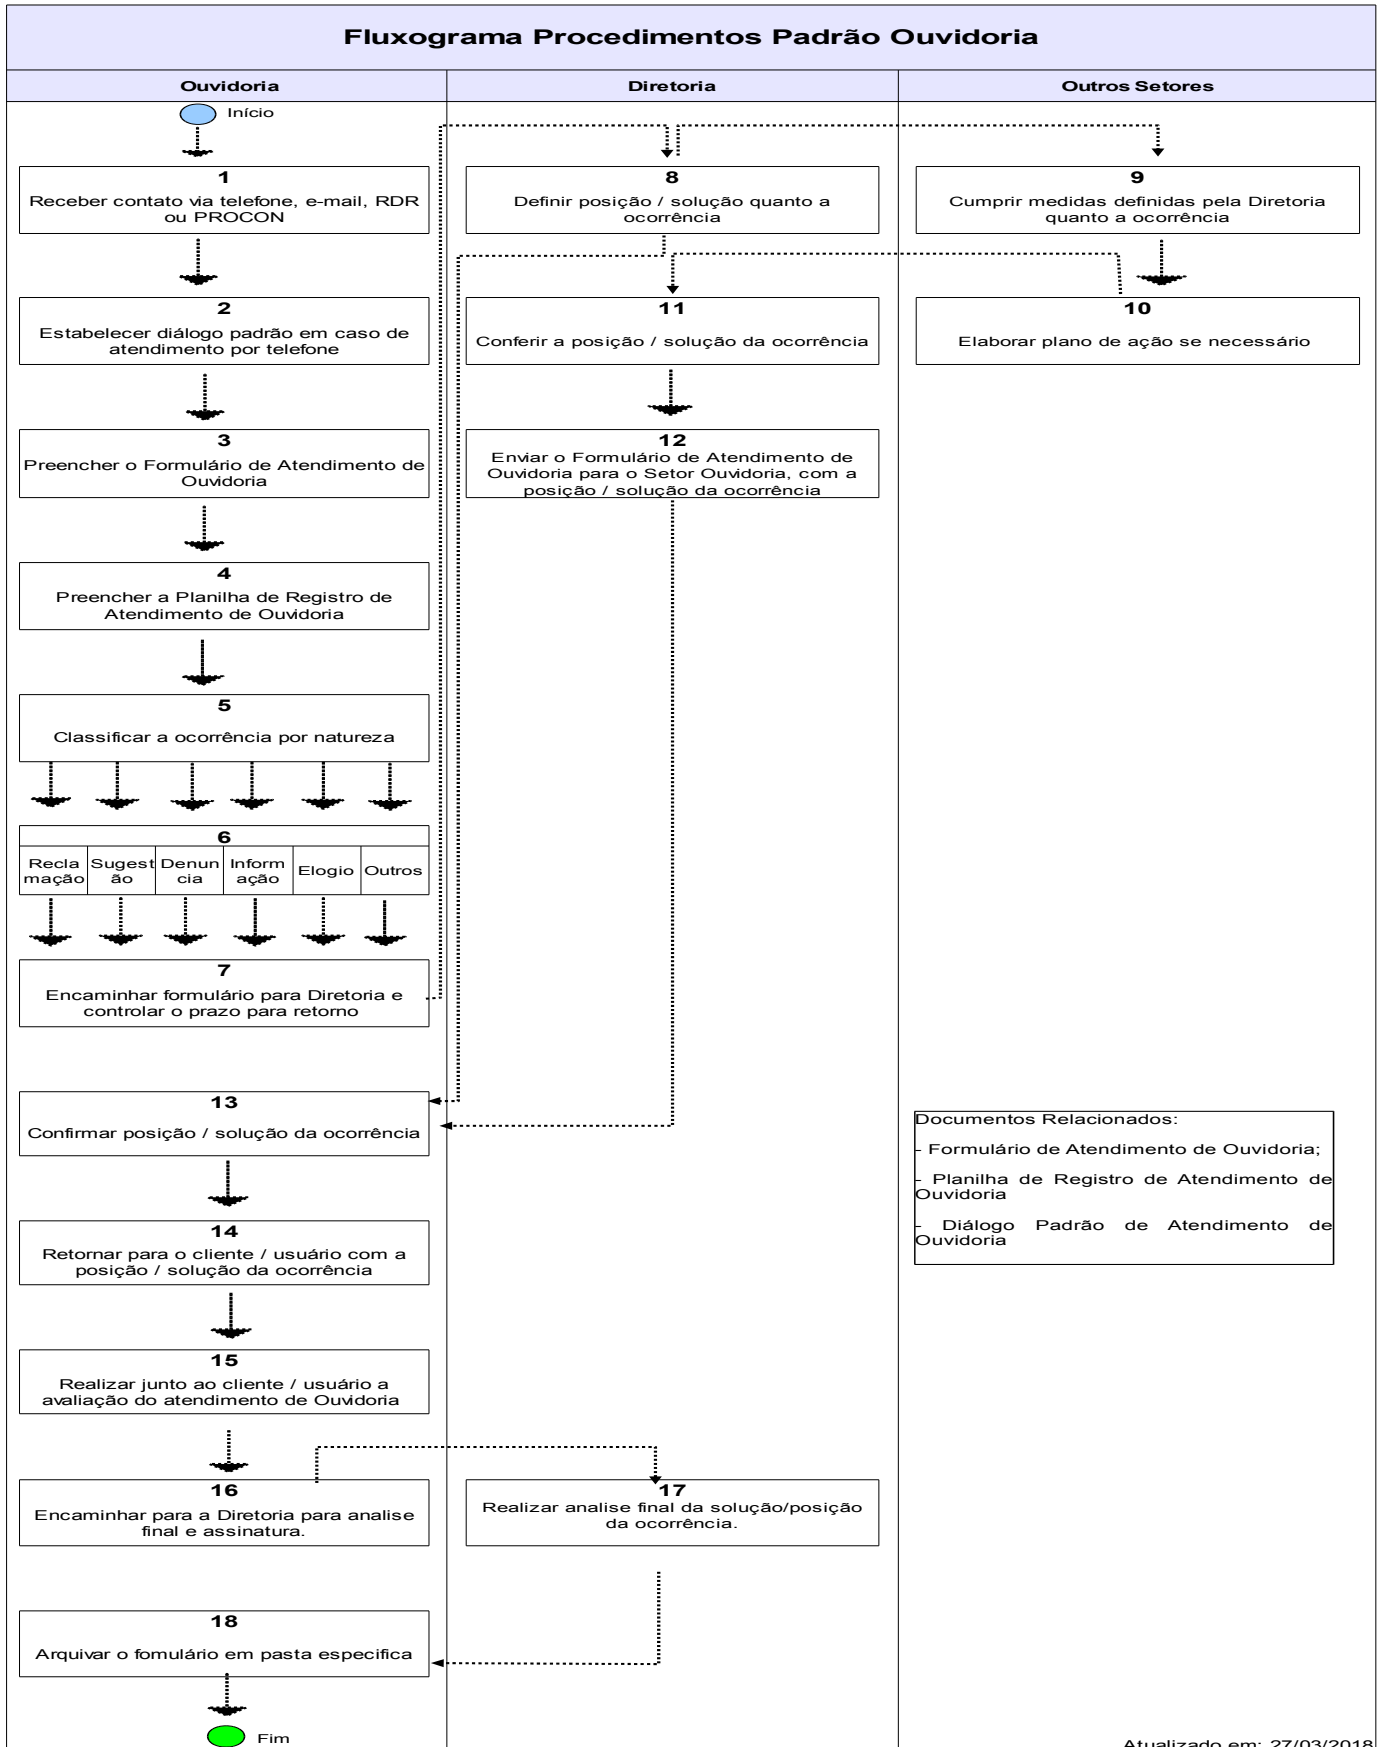 Fluxograma Procedimentos Padrão Ouvidoria
Ouvidoria
Diretoria
Outros Setores
Início
1
Receber contato via telefone, e-mail, RDR
ou PROCON
8
Definir posição / solução quanto a
ocorrência
9
Cumprir medidas definidas pela Diretoria
quanto a ocorrência
2
Estabelecer diálogo padrão em caso de
atendimento por telefone
11
Conferir a posição / solução da ocorrência
10
Elaborar plano de ação se necessário
3
Preencher o Formulário de Atendimento de
Ouvidoria
12
Enviar o Formulário de Atendimento de
Ouvidoria para o Setor Ouvidoria, com a
posição / solução da ocorrência
4
Preencher a Planilha de Registro de
Atendimento de Ouvidoria
5
Classificar a ocorrência por natureza
6
Recla
mação
Sugest
ão
Denun
cia
Inform
ação
Elogio
Outros
7
Encaminhar formulário para Diretoria e
controlar o prazo para retorno
13
Confirmar posição / solução da ocorrência
Documentos Relacionados:
- Formulário de Atendimento de Ouvidoria;
- Planilha de Registro de Atendimento de
Ouvidoria
- Diálogo Padrão de Atendimento de
Ouvidoria
14
Retornar para o cliente / usuário com a
posição / solução da ocorrência
15
Realizar junto ao cliente / usuário a
avaliação do atendimento de Ouvidoria
16
Encaminhar para a Diretoria para analise
final e assinatura.
17
Realizar analise final da solução/posição
da ocorrência.
18
Arquivar o fomulário em pasta especifica
Fim
Atualizado em: 27/03/2018